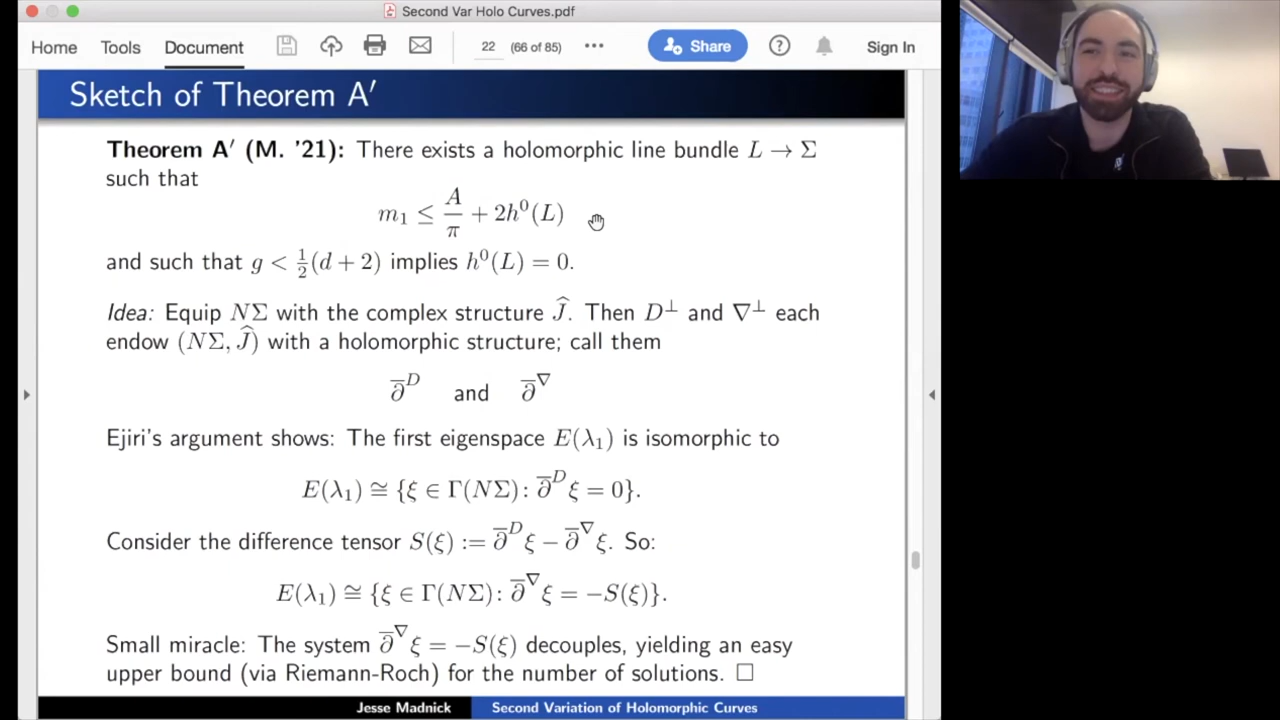 Second Var Holo Curves.pdf
Home Tools Document 22 (66 of 85) Share Sign In
Sketch of Theorem A′
Theorem A′ (M. '21): There exists a holomorphic line bundle L → Σ
such that
m₁ ≤ A/π + 2h⁰(L)
and such that g < ½(d + 2) implies h⁰(L) = 0.
Idea: Equip NΣ with the complex structure Ĵ. Then D⊥ and ∇⊥ each
endow (NΣ, Ĵ) with a holomorphic structure; call them
∂̄ᴰ and ∂̄^∇
Ejiri's argument shows: The first eigenspace E(λ₁) is isomorphic to
E(λ₁) ≅ {ξ ∈ Γ(NΣ): ∂̄ᴰξ = 0}.
Consider the difference tensor S(ξ) := ∂̄ᴰξ − ∂̄^∇ξ. So:
E(λ₁) ≅ {ξ ∈ Γ(NΣ): ∂̄^∇ξ = −S(ξ)}.
Small miracle: The system ∂̄^∇ξ = −S(ξ) decouples, yielding an easy
upper bound (via Riemann-Roch) for the number of solutions. □
Jesse Madnick Second Variation of Holomorphic Curves